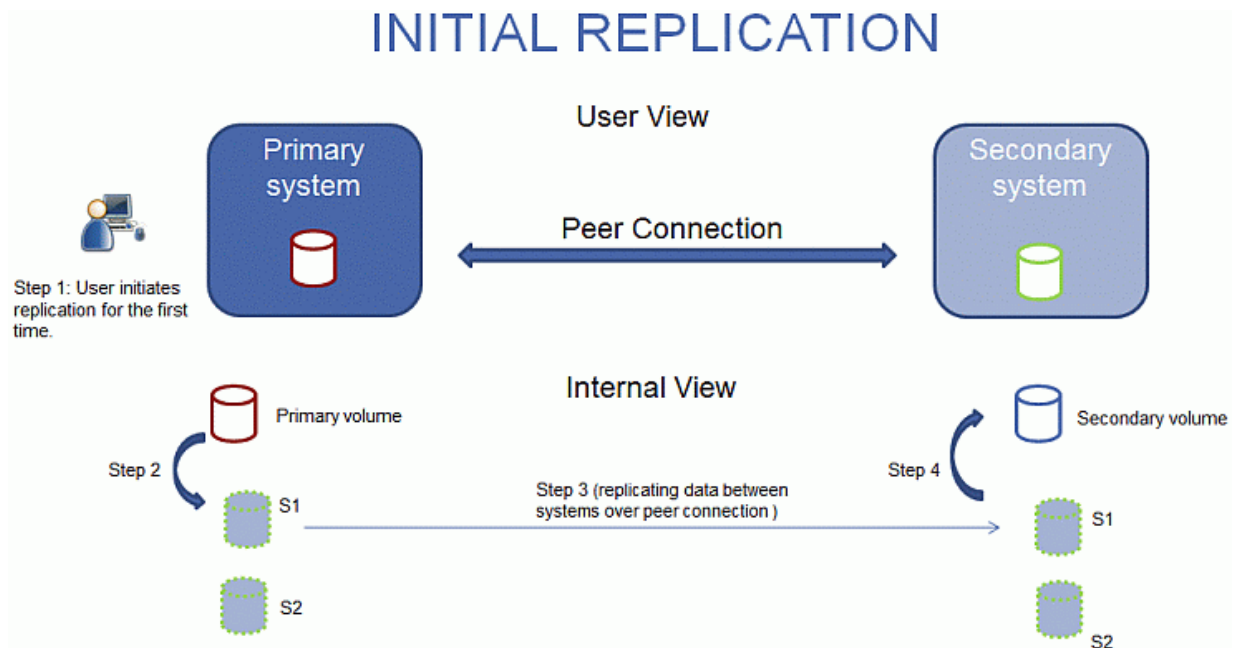 INITIAL REPLICATION
User View
Primary
system
Secondary
system
Peer Connection
Step 1: User initiates
replication for the first
time.
Internal View
Primary volume
Secondary volume
Step 2
Step 4
S1
Step 3 (replicating data between
systems over peer connection )
S1
S2
S2